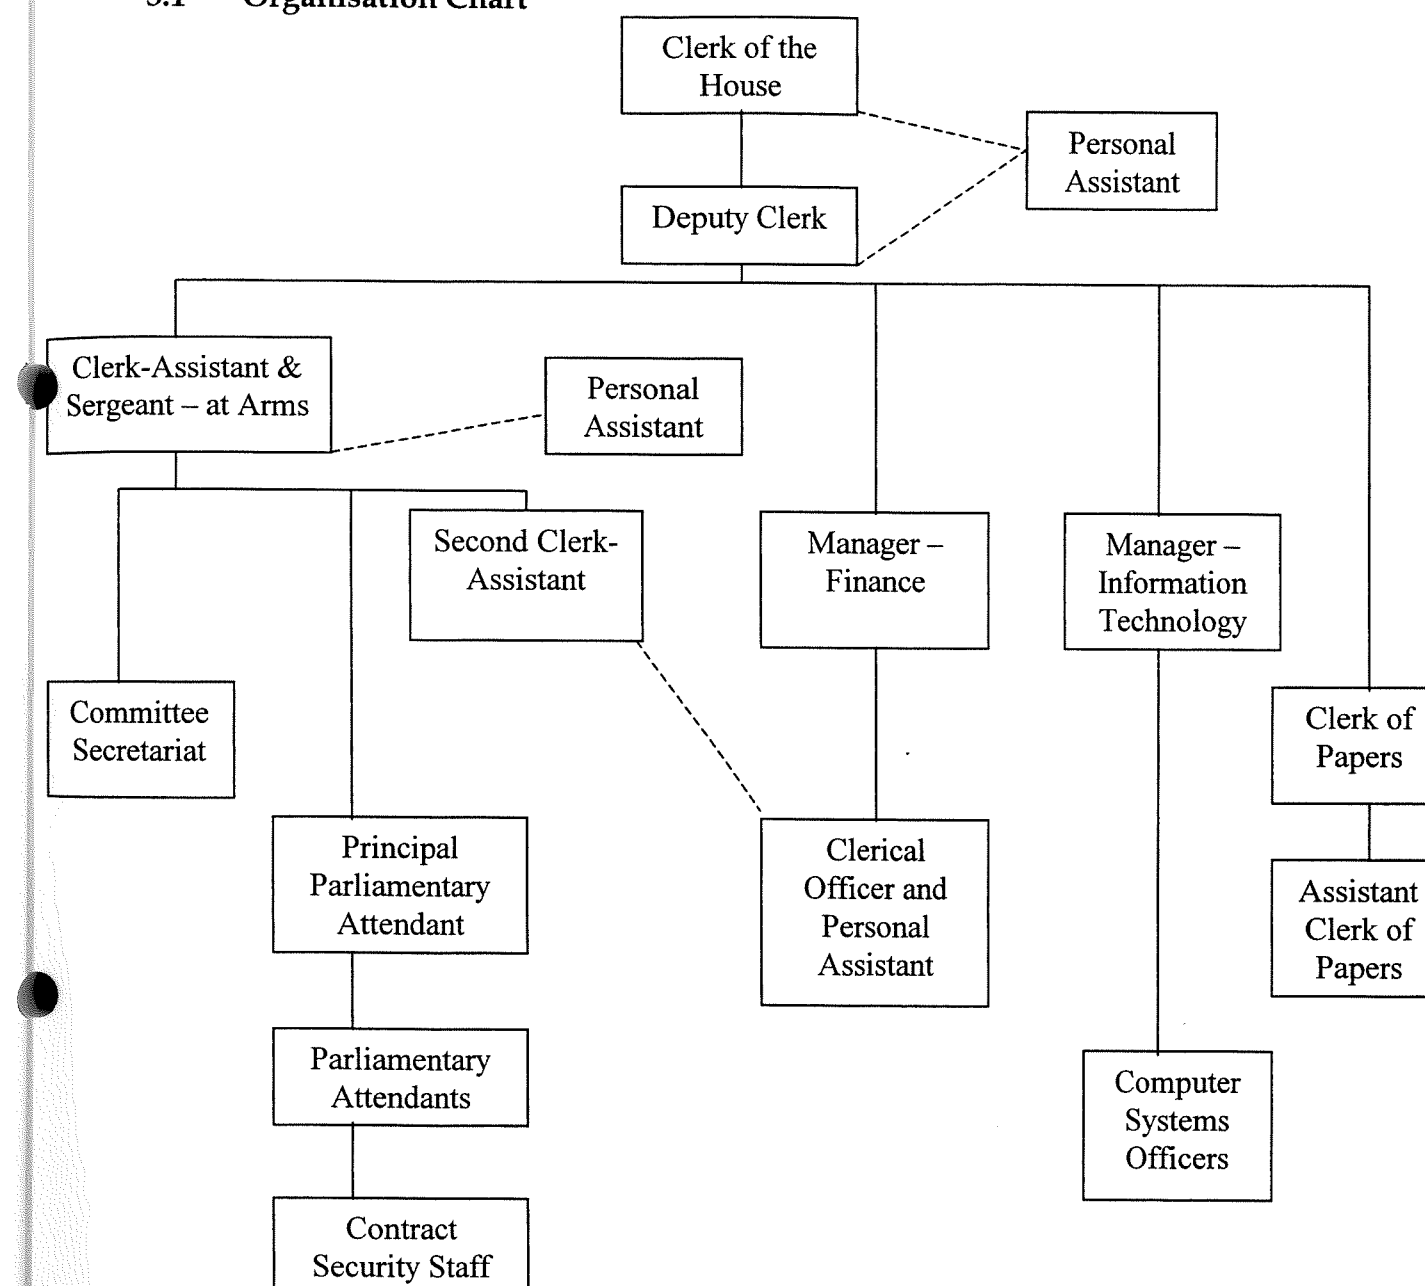 3.1 Organisation Chart
Clerk of the
House
Personal
Assistant
Deputy Clerk
Clerk-Assistant &
Sergeant – at Arms
Personal
Assistant
Second Clerk-
Assistant
Manager –
Finance
Manager –
Information
Technology
Committee
Secretariat
Clerk of
Papers
Principal
Parliamentary
Attendant
Clerical
Officer and
Personal
Assistant
Assistant
Clerk of
Papers
Parliamentary
Attendants
Computer
Systems
Officers
Contract
Security Staff